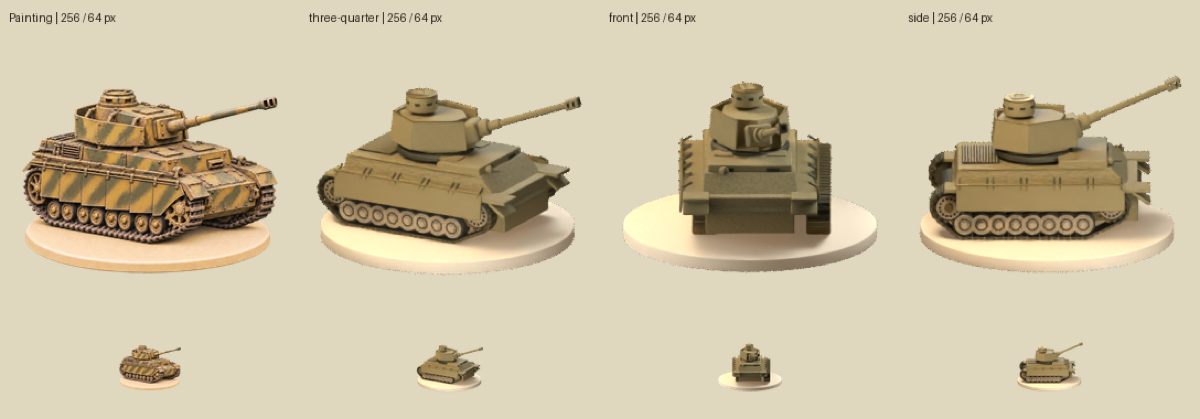 Painting | 256 / 64 px
three-quarter | 256 / 64 px
front | 256 / 64 px
side | 256 / 64 px